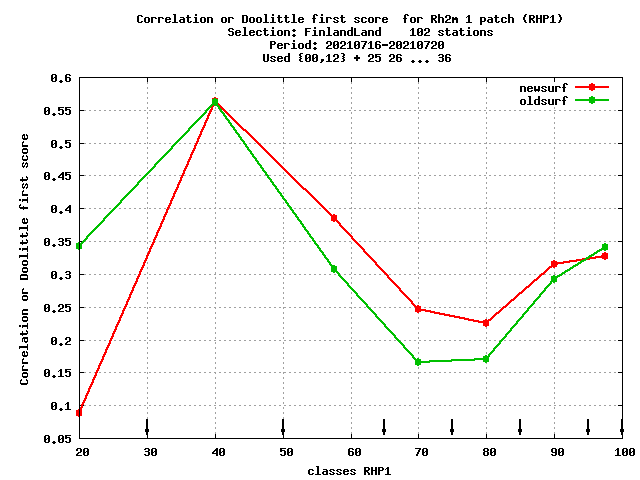 Correlation or Doolittle first score  for Rh2m 1 patch (RHP1)
Selection: FinlandLand    102 stations
Period: 20210716-20210720
Used {00,12} + 25 26 ... 36
newsurf
oldsurf
Correlation or Doolittle first score
0.6
0.55
0.5
0.45
0.4
0.35
0.3
0.25
0.2
0.15
0.1
0.05
20 30 40 50 60 70 80 90 100
classes RHP1